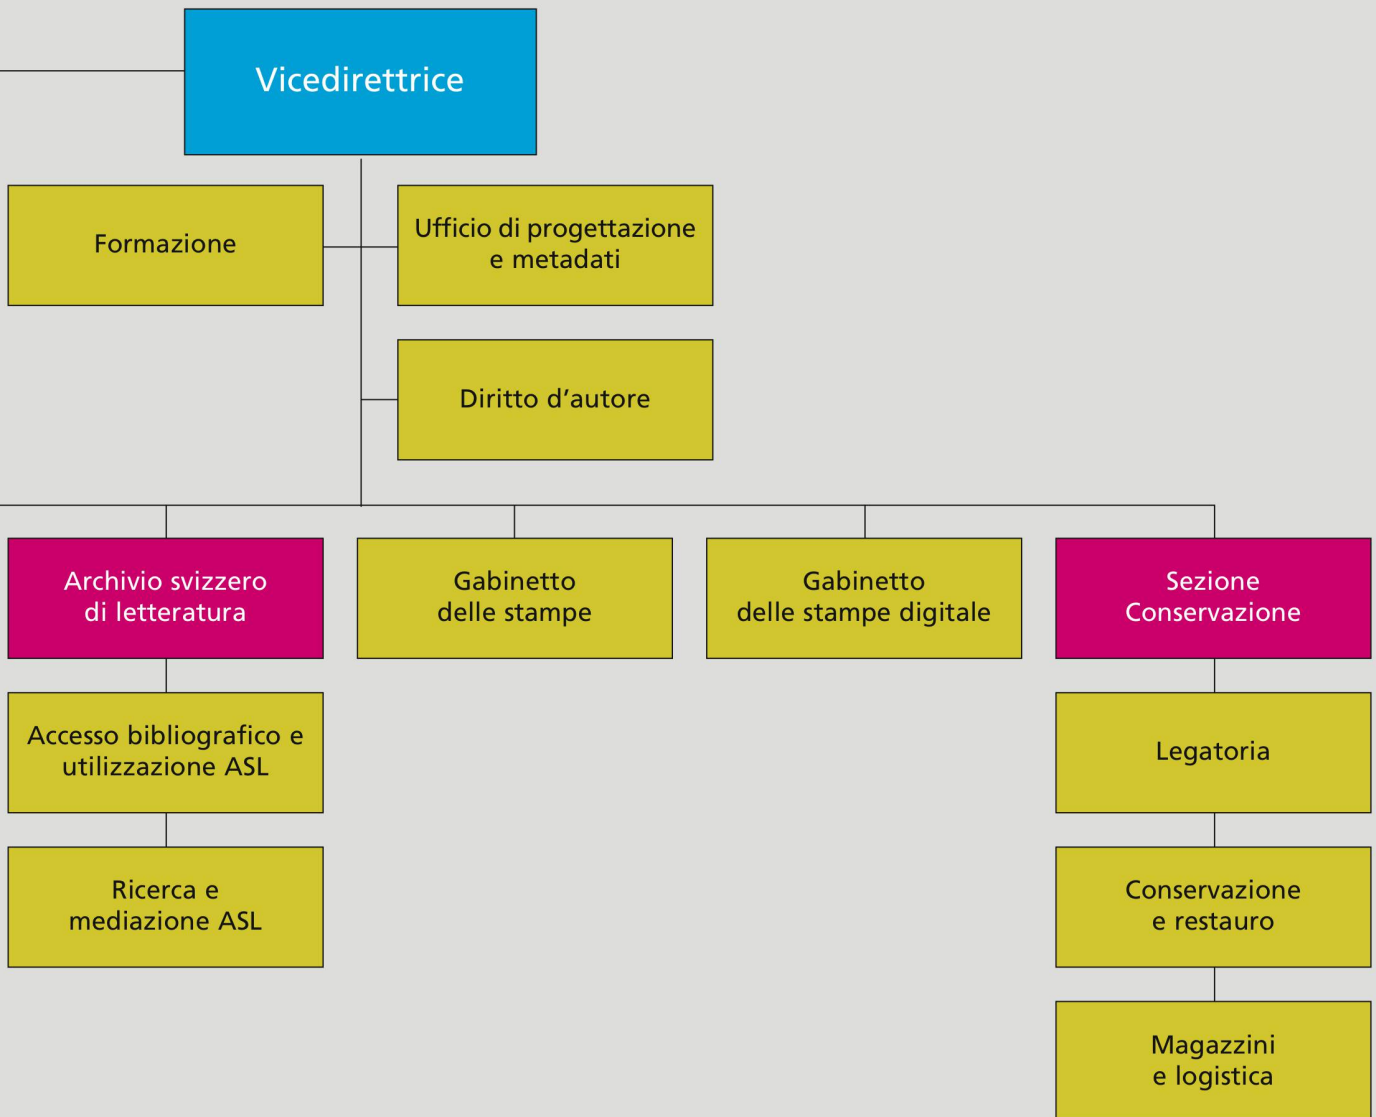 Vicedirettrice
Formazione
Ufficio di progettazione
e metadati
Diritto d’autore
Archivio svizzero
di letteratura
Gabinetto
delle stampe
Gabinetto
delle stampe digitale
Sezione
Conservazione
Accesso bibliografico e
utilizzazione ASL
Legatoria
Ricerca e
mediazione ASL
Conservazione
e restauro
Magazzini
e logistica